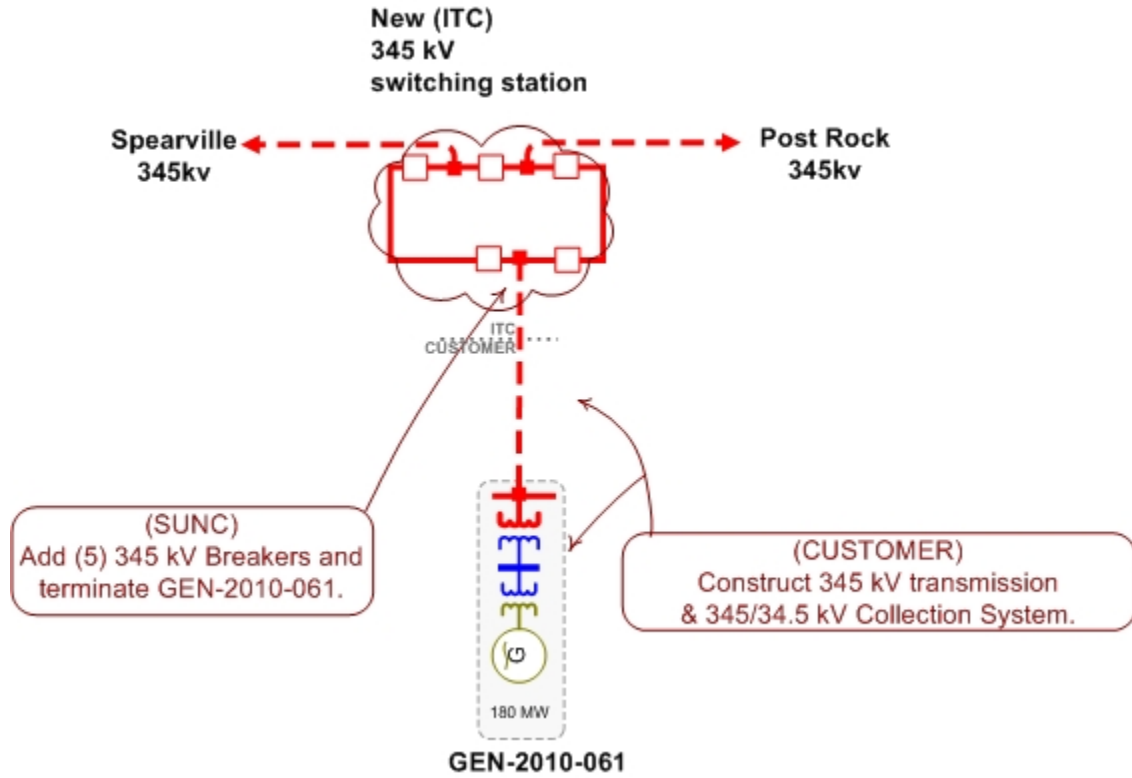 New (ITC)
345 kV
switching station
Spearville
345kv
Post Rock
345kv
ITC
CUSTOMER
(SUNC)
Add (5) 345 kV Breakers and
terminate GEN-2010-061.
(CUSTOMER)
Construct 345 kV transmission
& 345/34.5 kV Collection System.
G
180 MW
GEN-2010-061